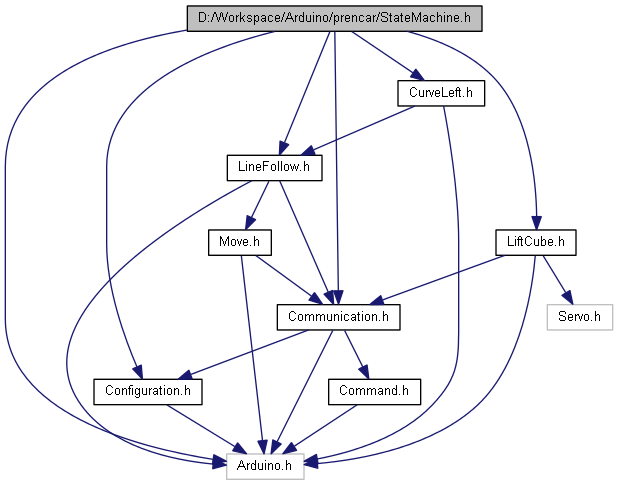 D:/Workspace/Arduino/prencar/StateMachine.h
CurveLeft.h
LineFollow.h
Move.h
LiftCube.h
Communication.h
Servo.h
Configuration.h
Command.h
Arduino.h